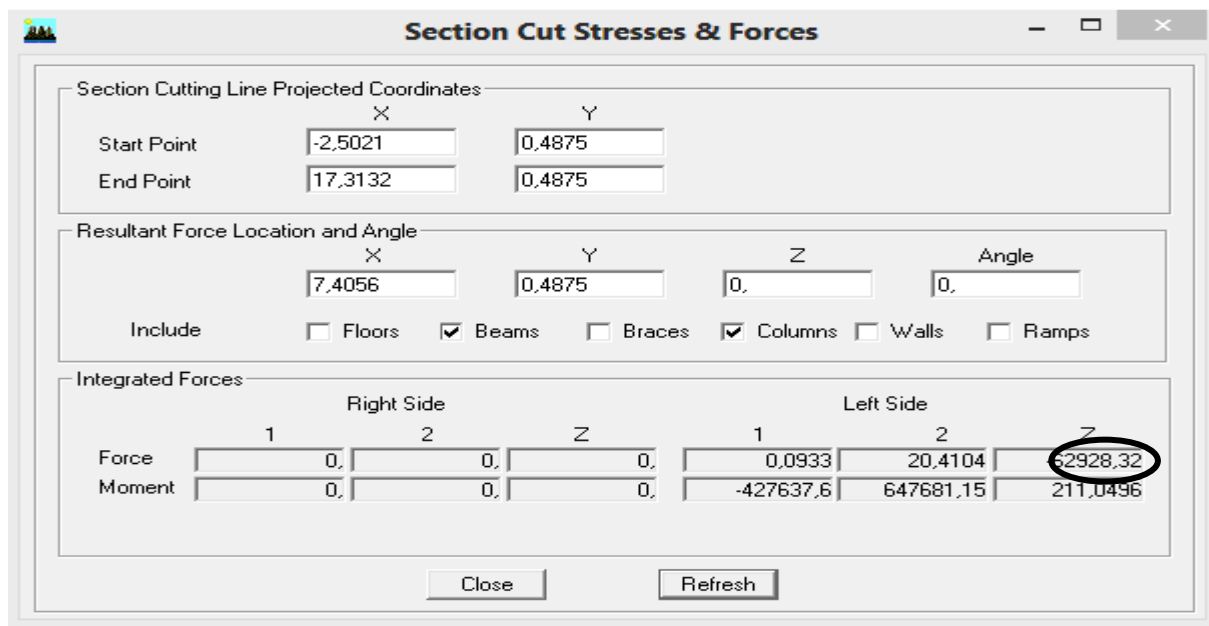 Section Cut Stresses & Forces
Section Cutting Line Projected Coordinates
X Y
Start Point -2,5021 0,4875
End Point 17,3132 0,4875
Resultant Force Location and Angle
X Y Z Angle
7,4056 0,4875 0, 0,
Include Floors Beams Braces Columns Walls Ramps
Integrated Forces
Right Side Left Side
1 2 Z 1 2 Z
Force 0, 0, 0, 0,0933 20,4104 -62928,32
Moment 0, 0, 0, -427637,6 647681,15 211,0496
Close Refresh